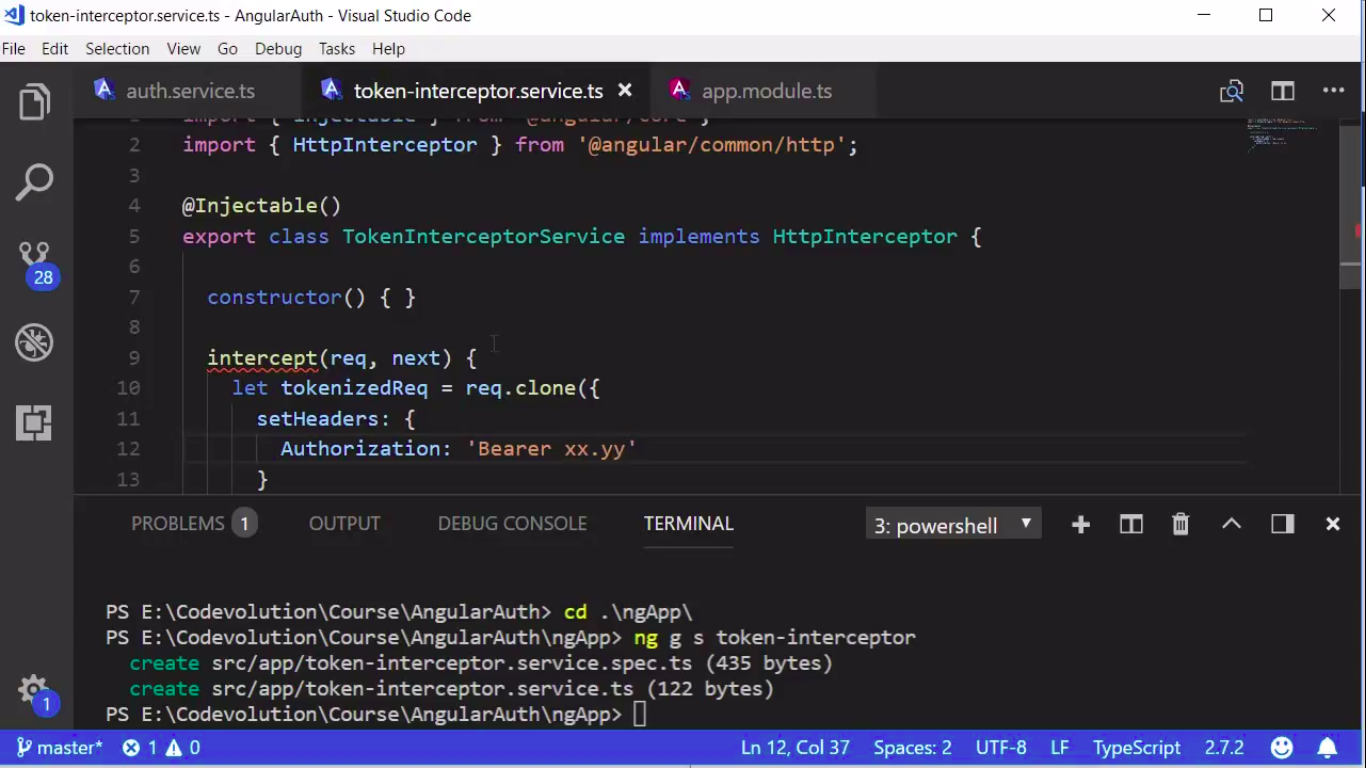 token-interceptor.service.ts - AngularAuth - Visual Studio Code
File Edit Selection View Go Debug Tasks Help
auth.service.ts token-interceptor.service.ts app.module.ts
1 import { Injectable } from '@angular/core';
2 import { HttpInterceptor } from '@angular/common/http';
3
4 @Injectable()
5 export class TokenInterceptorService implements HttpInterceptor {
6
7 constructor() { }
8
9 intercept(req, next) {
10 let tokenizedReq = req.clone({
11 setHeaders: {
12 Authorization: 'Bearer xx.yy'
13 }
28
1
PROBLEMS 1 OUTPUT DEBUG CONSOLE TERMINAL 3: powershell
PS E:\Codevolution\Course\AngularAuth> cd .\ngApp\
PS E:\Codevolution\Course\AngularAuth\ngApp> ng g s token-interceptor
create src/app/token-interceptor.service.spec.ts (435 bytes)
create src/app/token-interceptor.service.ts (122 bytes)
PS E:\Codevolution\Course\AngularAuth\ngApp>
master* 1 0 Ln 12, Col 37 Spaces: 2 UTF-8 LF TypeScript 2.7.2